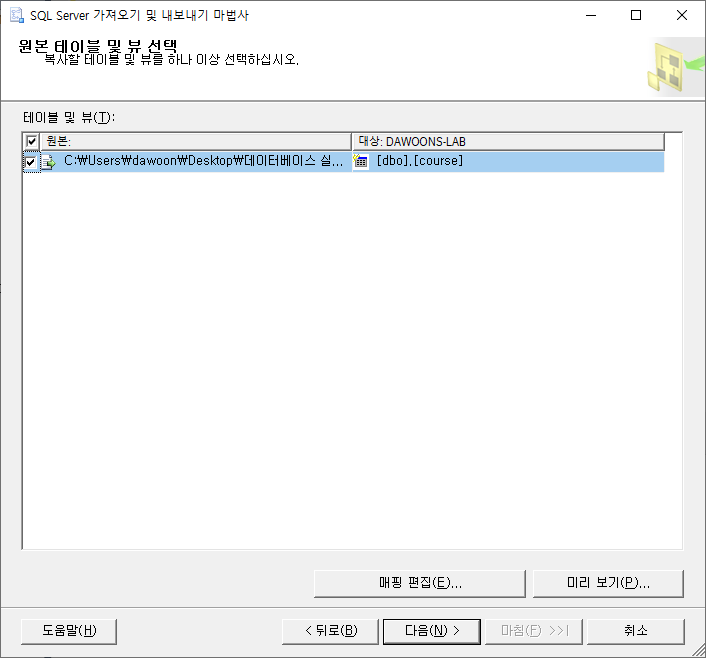 SQL Server 가져오기 및 내보내기 마법사
원본 테이블 및 뷰 선택
복사할 테이블 및 뷰를 하나 이상 선택하십시오.
테이블 및 뷰(T):
원본: 대상: DAWOONS-LAB
C:₩Users₩dawoon₩Desktop₩데이터베이스 실... [dbo].[course]
매핑 편집(E)... 미리 보기(P)...
도움말(H) < 뒤로(B) 다음(N) > 마침(F) >>| 취소